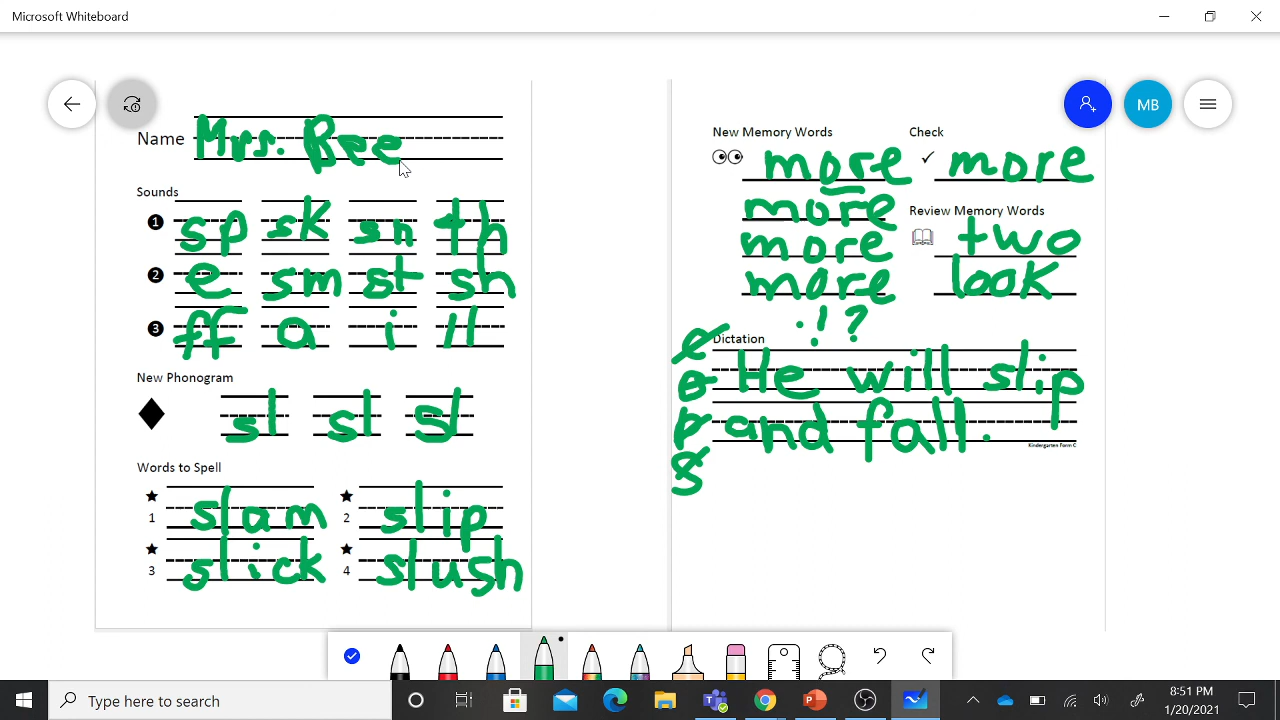 Microsoft Whiteboard
MB
Name Mrs. Bee
Sounds
1 sp sk sn th
2 e sm st sh
3 ff a i ll
New Phonogram
sl sl sl
Words to Spell
1 slam 2 slip
3 slick 4 slush
New Memory Words Check
more ✓ more
more
Review Memory Words
more two
more look
. ! ?
Dictation
c He will slip
o
p and fall.
s
Kindergarten Form C
Type here to search
8:51 PM
1/20/2021